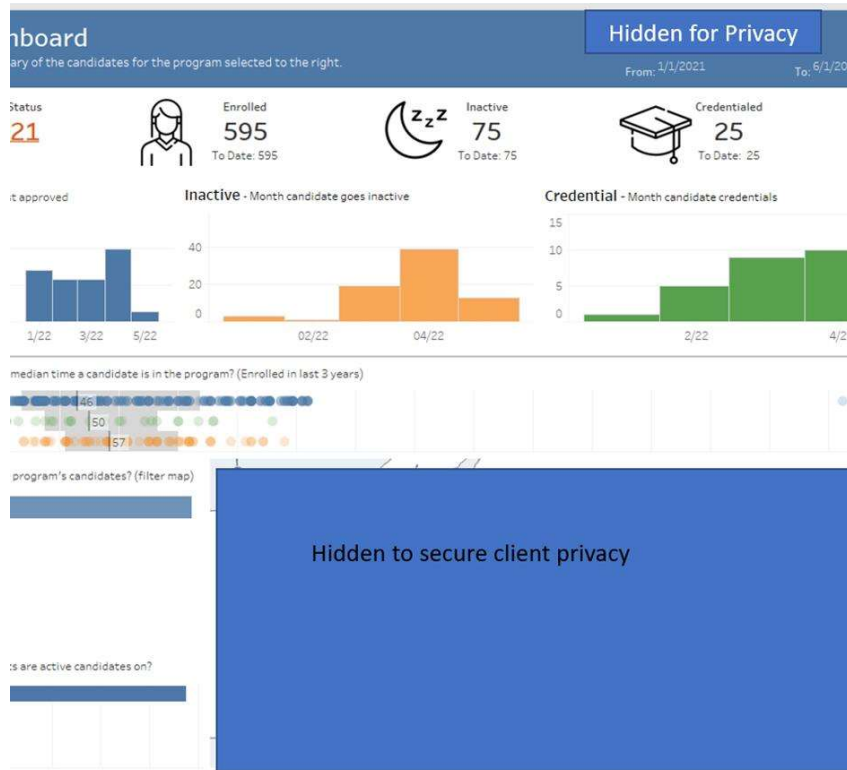 nboard
Hidden for Privacy
ary of the candidates for the program selected to the right.
From: 1/1/2021
To: 6/1/20
Status
21
Enrolled
595
To Date: 595
zzz
Inactive
75
To Date: 75
Credentialed
25
To Date: 25
t approved
Inactive - Month candidate goes inactive
Credential - Month candidate credentials
40
20
0
15
10
5
0
1/22 3/22 5/22
02/22 04/22
2/22 4/2
median time a candidate is in the program? (Enrolled in last 3 years)
46
50
57
program's candidates? (filter map)
Hidden to secure client privacy
ts are active candidates on?